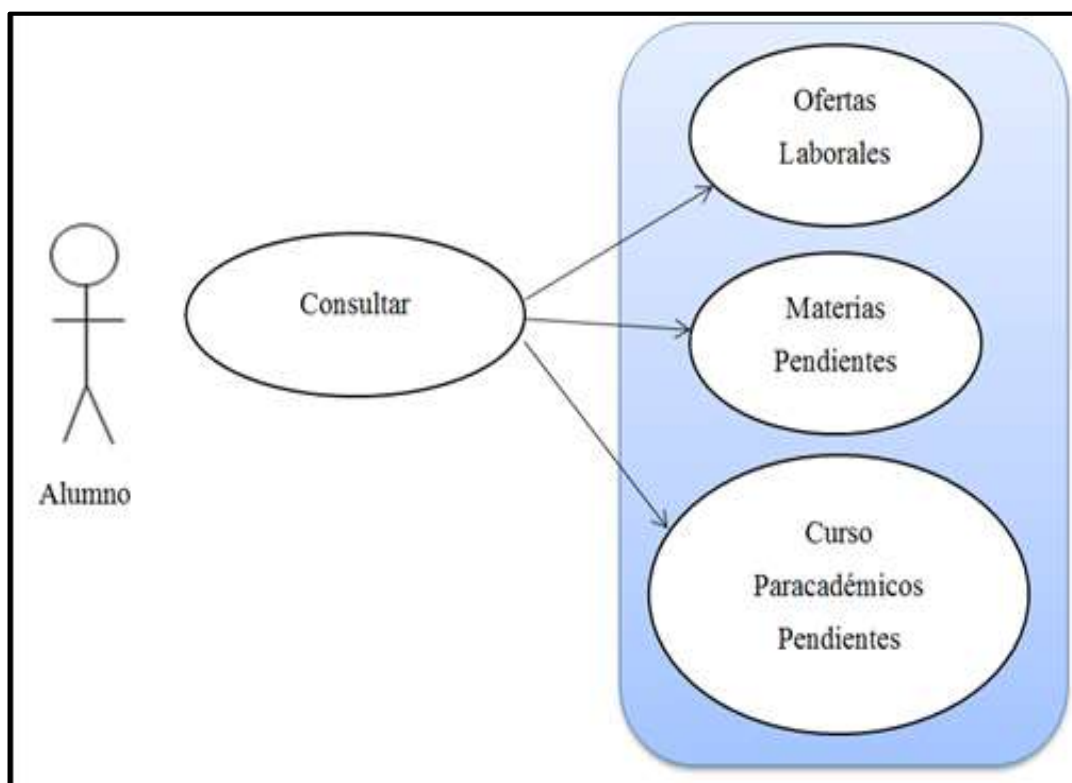 Alumno
Consultar
Ofertas
Laborales
Materias
Pendientes
Curso
Paracadémicos
Pendientes